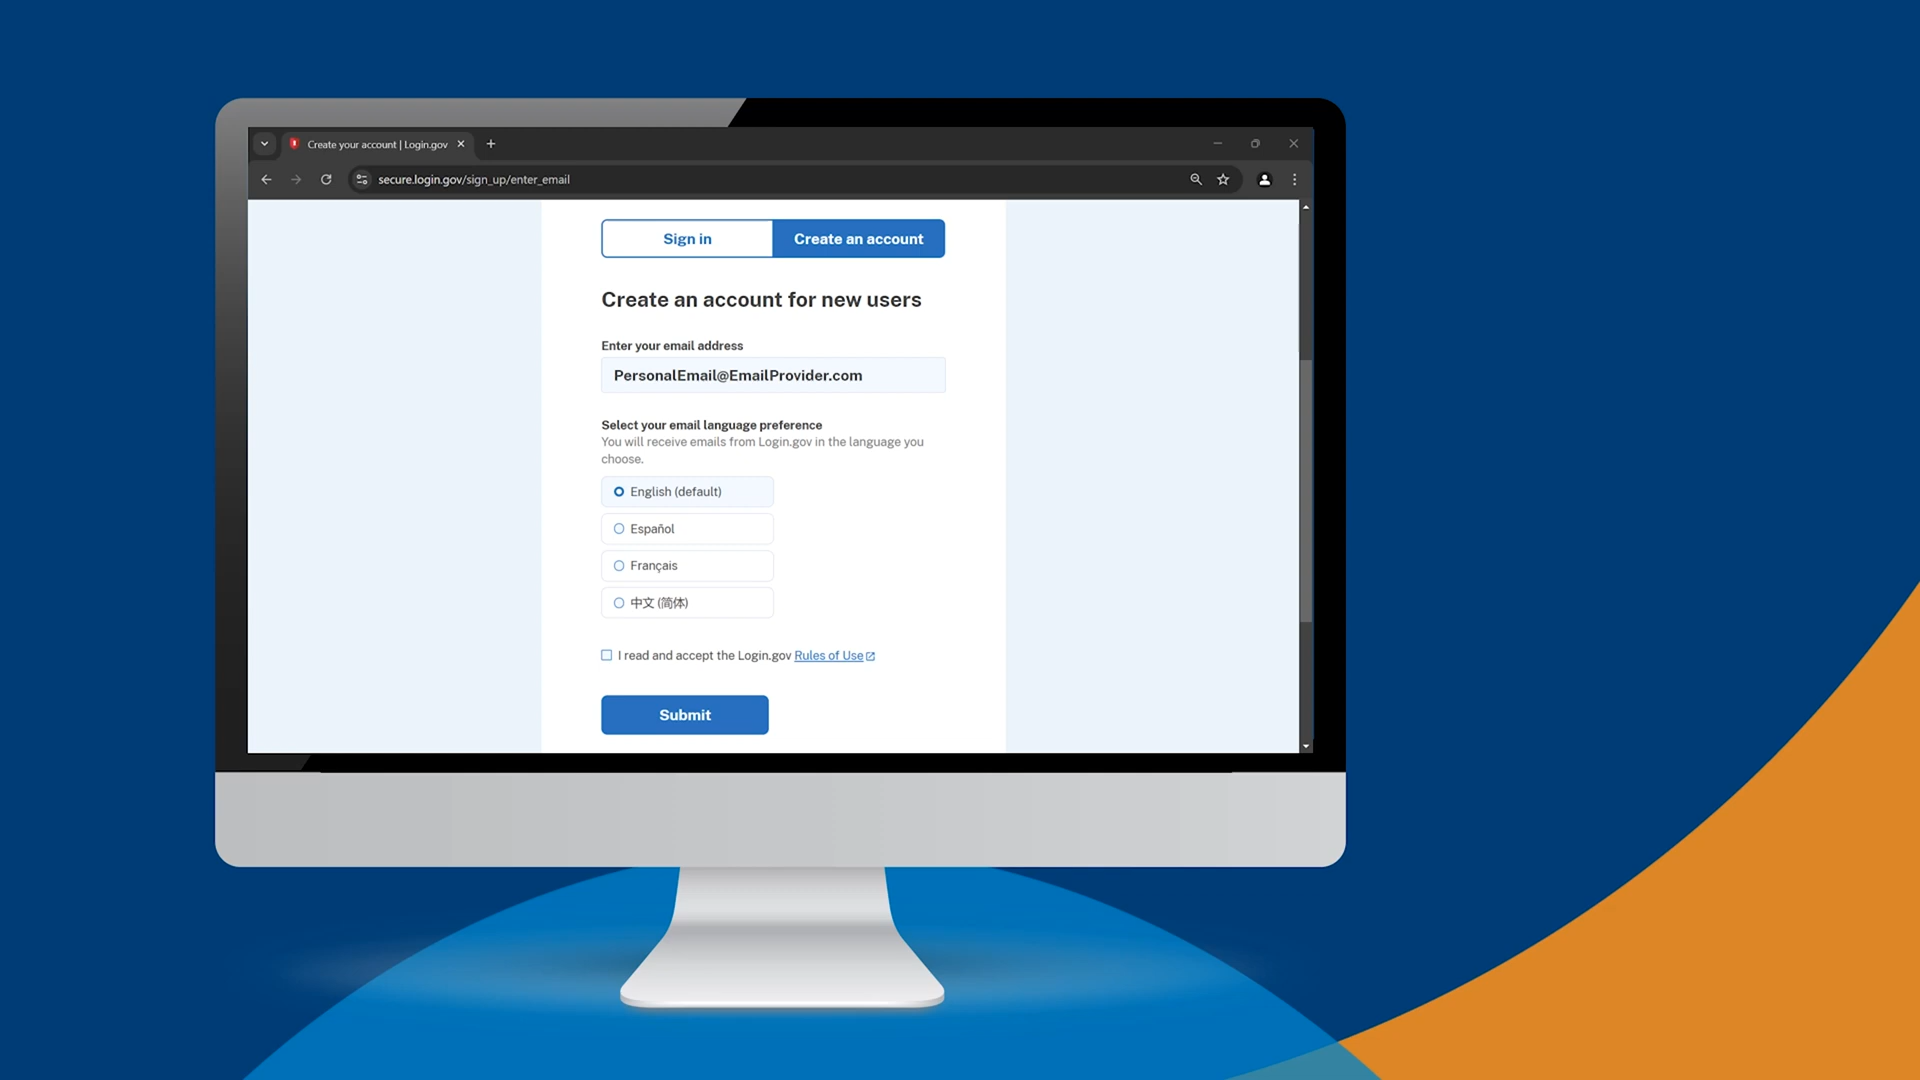 Create your account | Login.gov
secure.login.gov/sign_up/enter_email
Sign in
Create an account
Create an account for new users
Enter your email address
PersonalEmail@EmailProvider.com
Select your email language preference
You will receive emails from Login.gov in the language you
choose.
English (default)
Español
Français
中文 (简体)
I read and accept the Login.gov Rules of Use
Submit